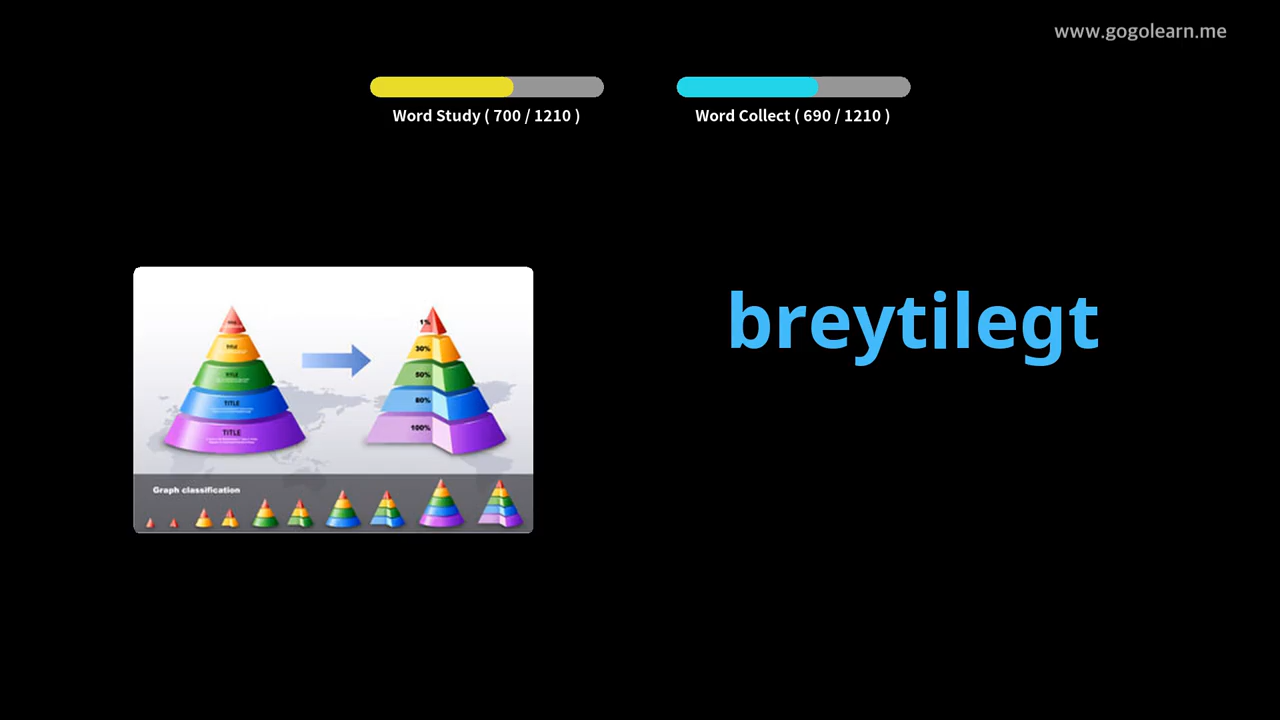 www.gogolearn.me
Word Study ( 700 / 1210 )
Word Collect ( 690 / 1210 )
breytilegt
1%
TITLE
30%
TITLE
50%
TITLE
80%
TITLE
100%
Graph classification